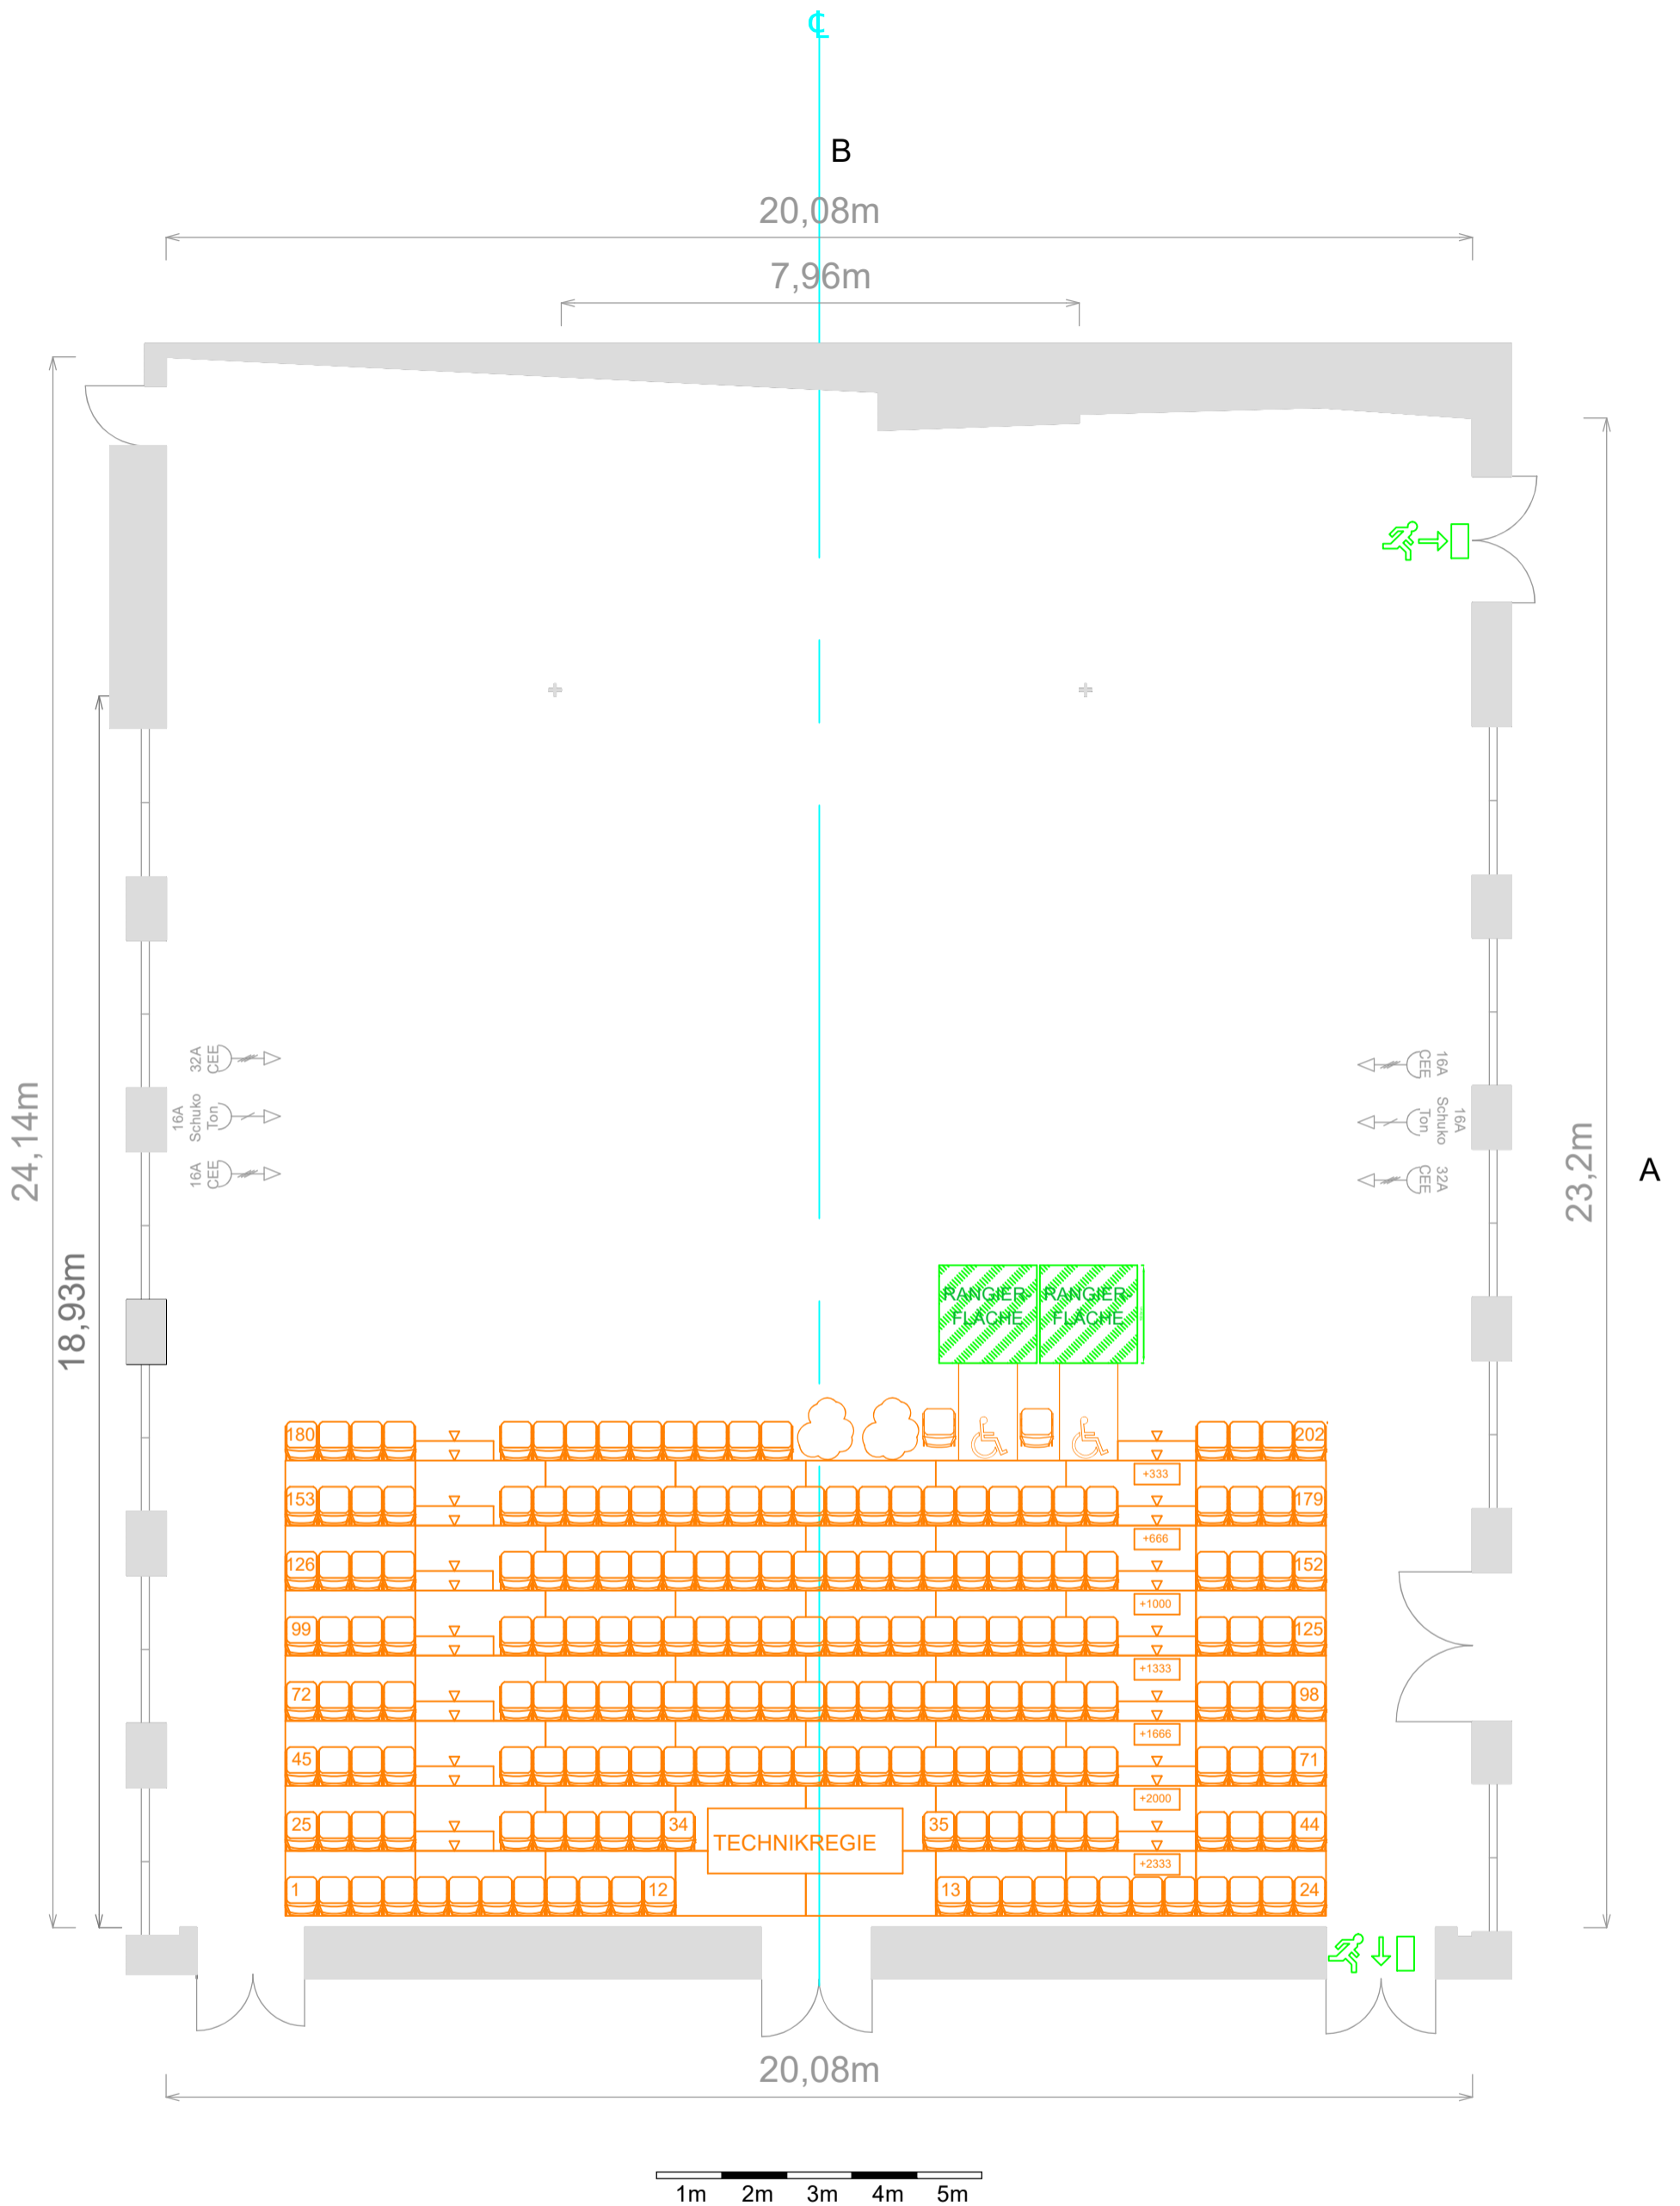 ℄
B
20,08m
7,96m
24,14m
18,93m
23,2m
A
32A
CEE
16A
Schuko
Ton
16A
CEE
16A
CEE
16A
Schuko
Ton
32A
CEE
RANGIER-
FLÄCHE
RANGIER-
FLÄCHE
180 202
+333
153 179
+666
126 152
+1000
99 125
+1333
72 98
+1666
45 71
+2000
25 34 35 44
TECHNIKREGIE
+2333
1 12 13 24
20,08m
1m 2m 3m 4m 5m